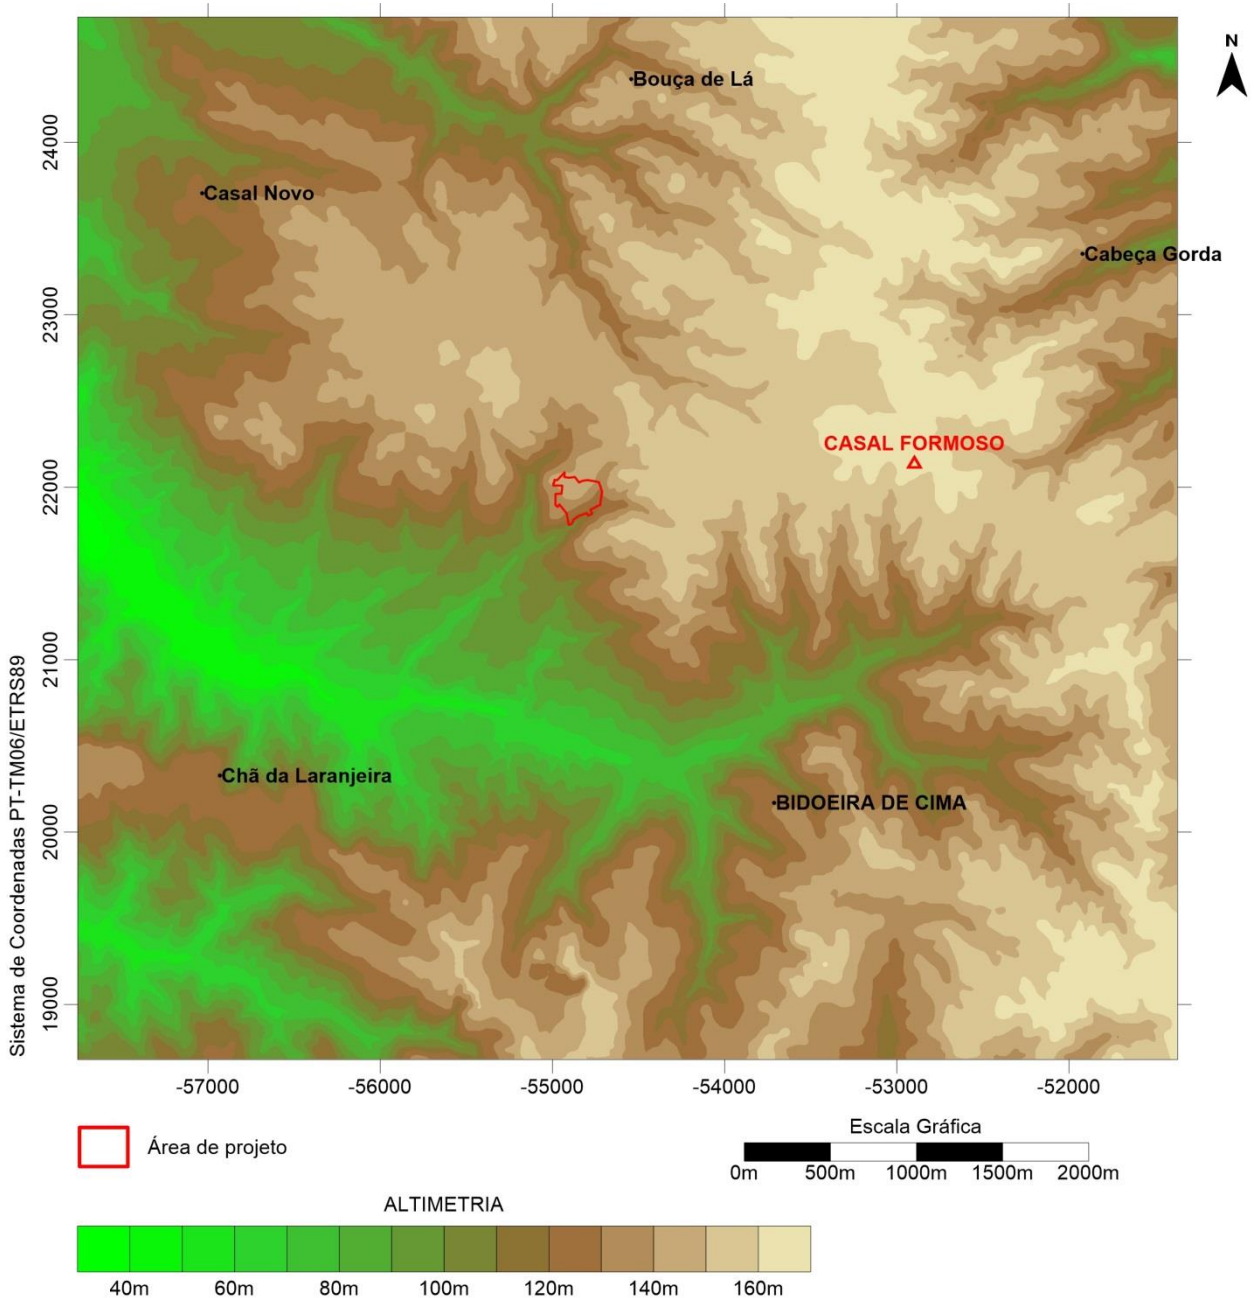 N
Bouça de Lá
24000
Casal Novo
Cabeça Gorda
23000
CASAL FORMOSO
22000
21000
Chã da Laranjeira
BIDOEIRA DE CIMA
20000
19000
Sistema de Coordenadas PT-TM06/ETRS89
-57000 -56000 -55000 -54000 -53000 -52000
Área de projeto
Escala Gráfica
0m 500m 1000m 1500m 2000m
ALTIMETRIA
40m 60m 80m 100m 120m 140m 160m